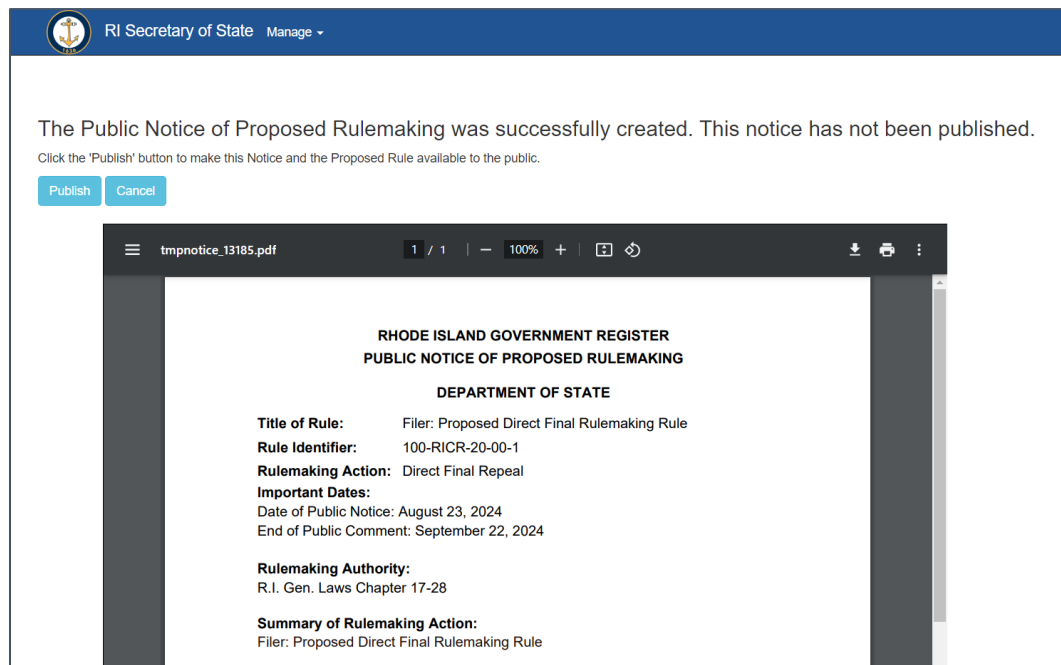 RI Secretary of State Manage
The Public Notice of Proposed Rulemaking was successfully created. This notice has not been published.
Click the 'Publish' button to make this Notice and the Proposed Rule available to the public.
Publish Cancel
tmpnotice_13185.pdf 1 / 1 100%
RHODE ISLAND GOVERNMENT REGISTER
PUBLIC NOTICE OF PROPOSED RULEMAKING
DEPARTMENT OF STATE
Title of Rule: Filer: Proposed Direct Final Rulemaking Rule
Rule Identifier: 100-RICR-20-00-1
Rulemaking Action: Direct Final Repeal
Important Dates:
Date of Public Notice: August 23, 2024
End of Public Comment: September 22, 2024
Rulemaking Authority:
R.I. Gen. Laws Chapter 17-28
Summary of Rulemaking Action:
Filer: Proposed Direct Final Rulemaking Rule